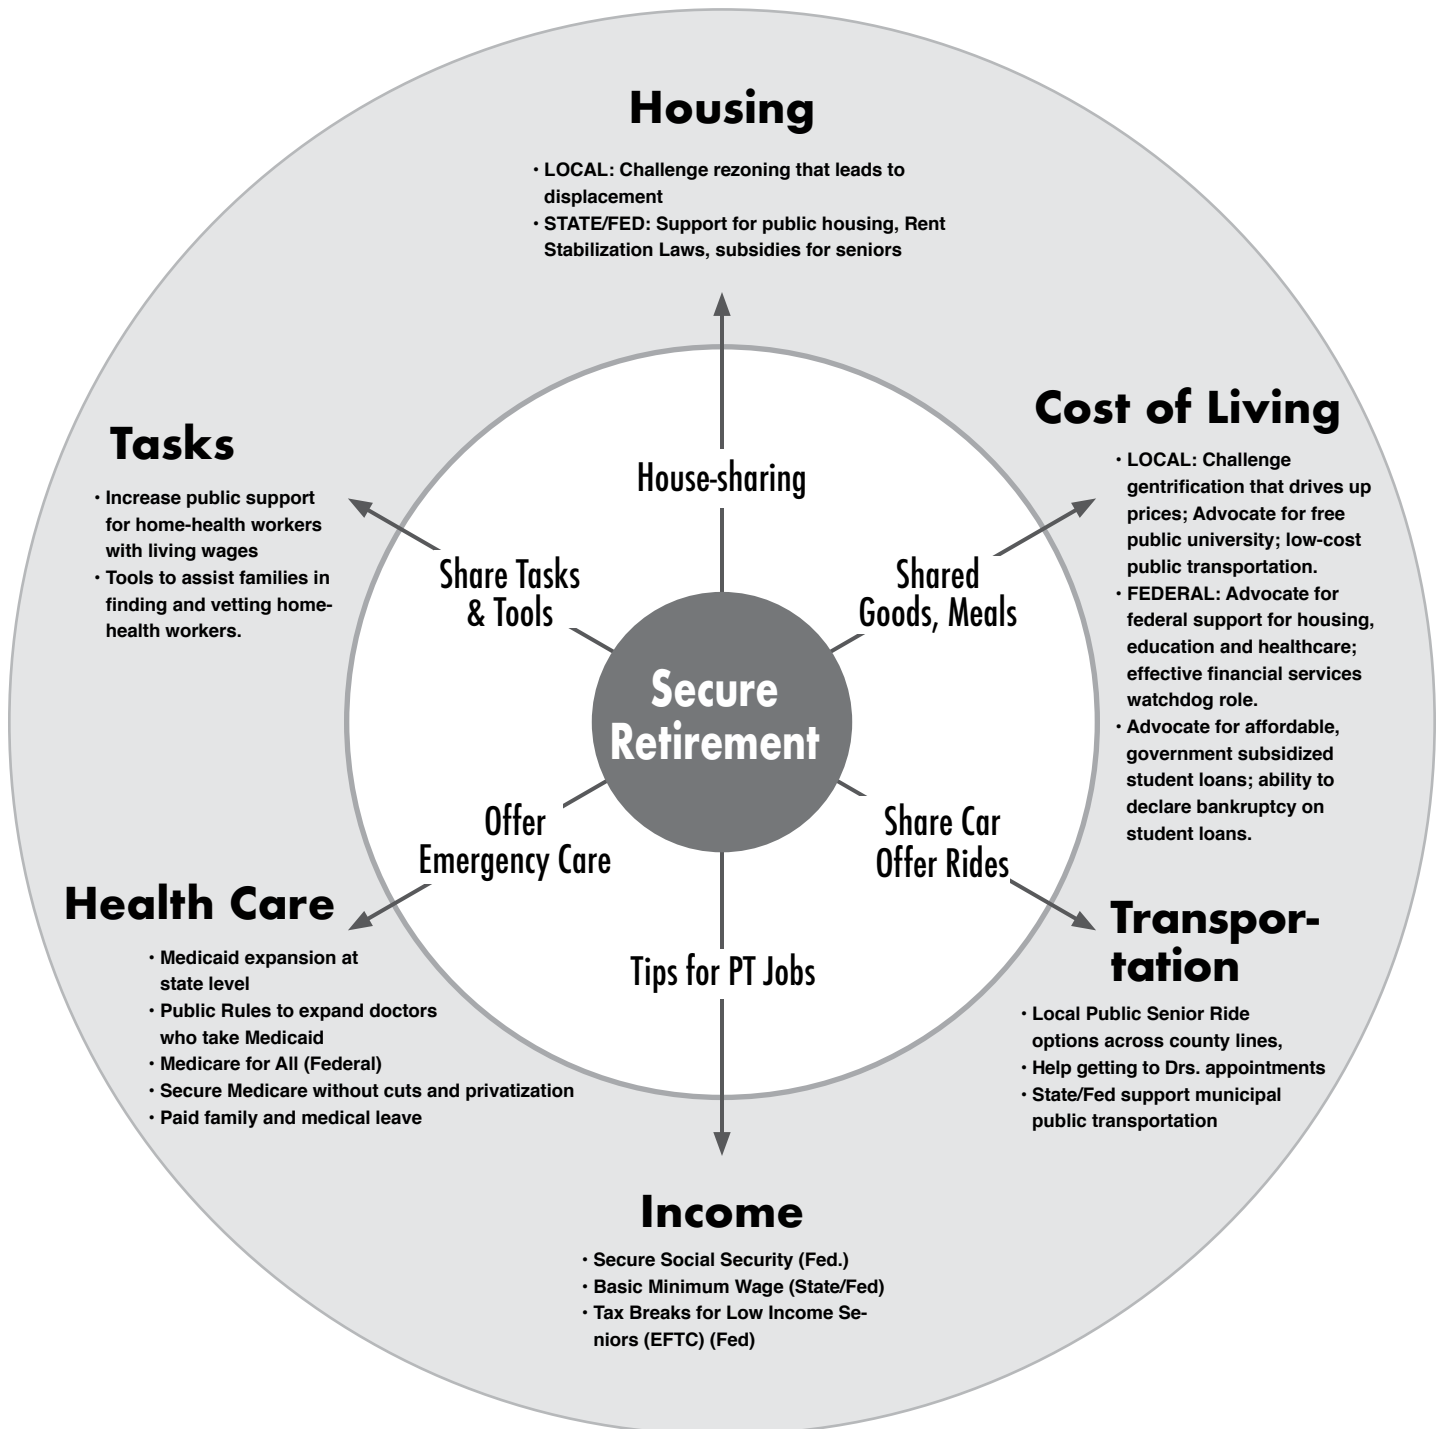 Housing
• LOCAL: Challenge rezoning that leads to
displacement
• STATE/FED: Support for public housing, Rent
Stabilization Laws, subsidies for seniors
Cost of Living
• LOCAL: Challenge
gentrification that drives up
prices; Advocate for free
public university; low-cost
public transportation.
• FEDERAL: Advocate for
federal support for housing,
education and healthcare;
effective financial services
watchdog role.
• Advocate for affordable,
government subsidized
student loans; ability to
declare bankruptcy on
student loans.
Tasks
• Increase public support
for home-health workers
with living wages
• Tools to assist families in
finding and vetting home-
health workers.
House-sharing
Share Tasks
& Tools
Shared
Goods, Meals
Secure
Retirement
Offer
Emergency Care
Share Car
Offer Rides
Tips for PT Jobs
Health Care
• Medicaid expansion at
state level
• Public Rules to expand doctors
who take Medicaid
• Medicare for All (Federal)
• Secure Medicare without cuts and privatization
• Paid family and medical leave
Transpor-
tation
• Local Public Senior Ride
options across county lines,
• Help getting to Drs. appointments
• State/Fed support municipal
public transportation
Income
• Secure Social Security (Fed.)
• Basic Minimum Wage (State/Fed)
• Tax Breaks for Low Income Se-
niors (EFTC) (Fed)